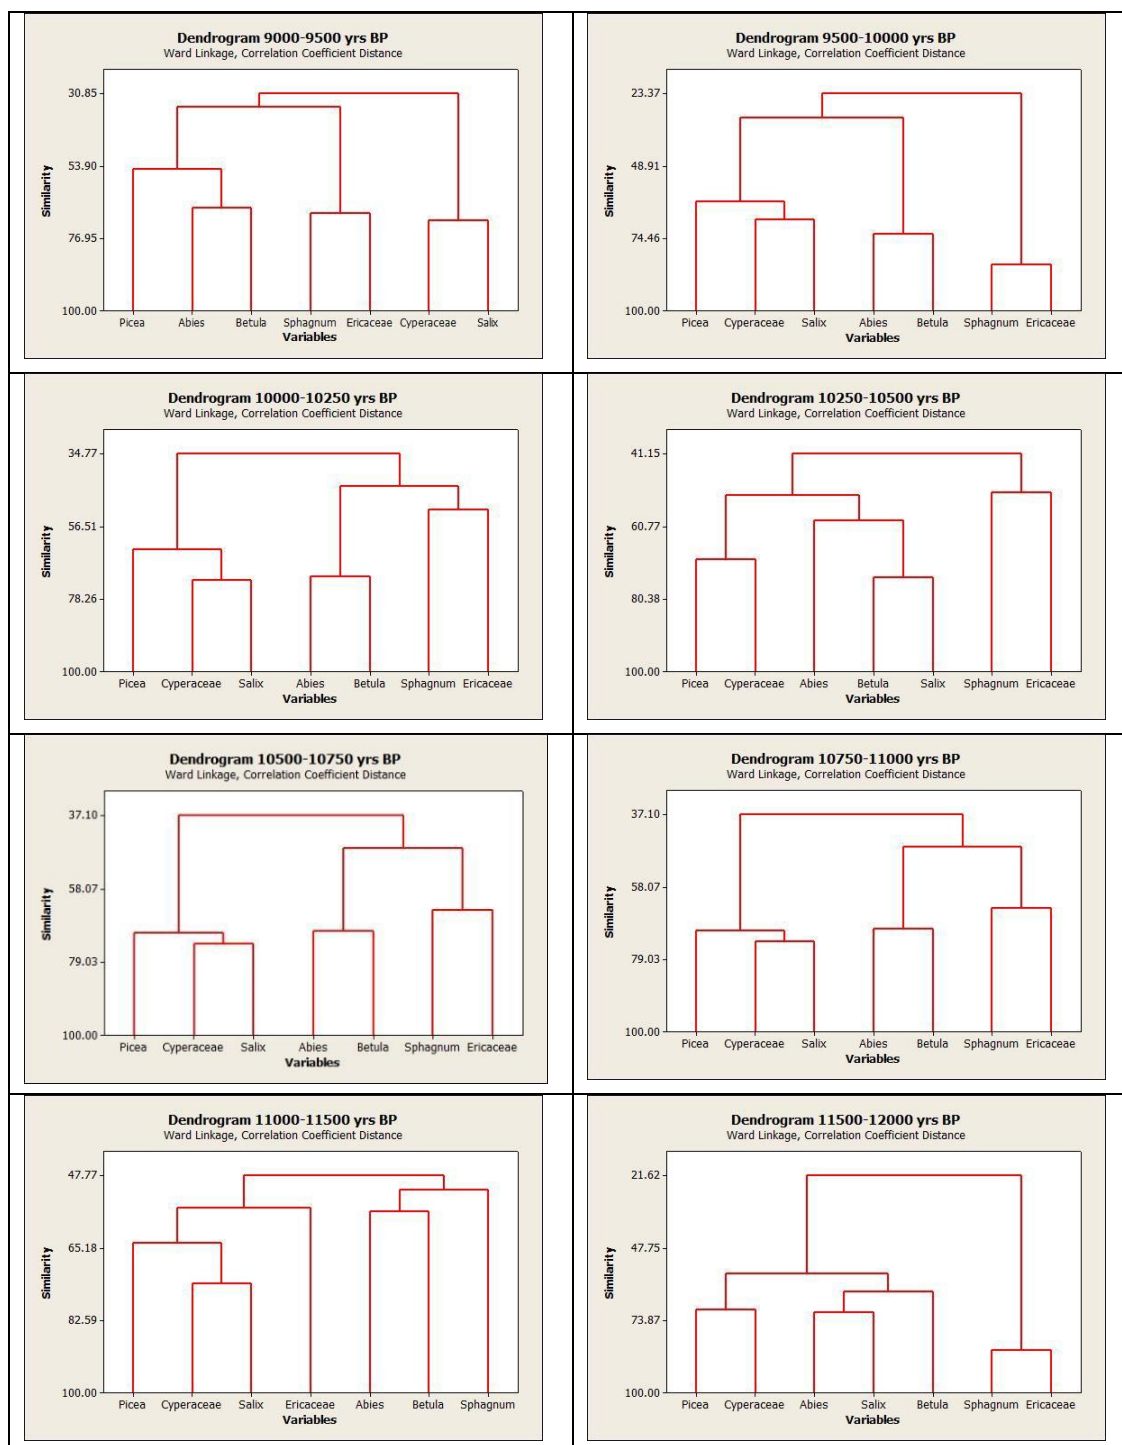 Dendrogram 9000-9500 yrs BP
Ward Linkage, Correlation Coefficient Distance
Similarity
30.85
53.90
76.95
100.00
Picea Abies Betula Sphagnum Ericaceae Cyperaceae Salix
Variables
Dendrogram 9500-10000 yrs BP
Ward Linkage, Correlation Coefficient Distance
Similarity
23.37
48.91
74.46
100.00
Picea Cyperaceae Salix Abies Betula Sphagnum Ericaceae
Variables
Dendrogram 10000-10250 yrs BP
Ward Linkage, Correlation Coefficient Distance
Similarity
34.77
56.51
78.26
100.00
Picea Cyperaceae Salix Abies Betula Sphagnum Ericaceae
Variables
Dendrogram 10250-10500 yrs BP
Ward Linkage, Correlation Coefficient Distance
Similarity
41.15
60.77
80.38
100.00
Picea Cyperaceae Abies Betula Salix Sphagnum Ericaceae
Variables
Dendrogram 10500-10750 yrs BP
Ward Linkage, Correlation Coefficient Distance
Similarity
37.10
58.07
79.03
100.00
Picea Cyperaceae Salix Abies Betula Sphagnum Ericaceae
Variables
Dendrogram 10750-11000 yrs BP
Ward Linkage, Correlation Coefficient Distance
Similarity
37.10
58.07
79.03
100.00
Picea Cyperaceae Salix Abies Betula Sphagnum Ericaceae
Variables
Dendrogram 11000-11500 yrs BP
Ward Linkage, Correlation Coefficient Distance
Similarity
47.77
65.18
82.59
100.00
Picea Cyperaceae Salix Ericaceae Abies Betula Sphagnum
Variables
Dendrogram 11500-12000 yrs BP
Ward Linkage, Correlation Coefficient Distance
Similarity
21.62
47.75
73.87
100.00
Picea Cyperaceae Abies Salix Betula Sphagnum Ericaceae
Variables